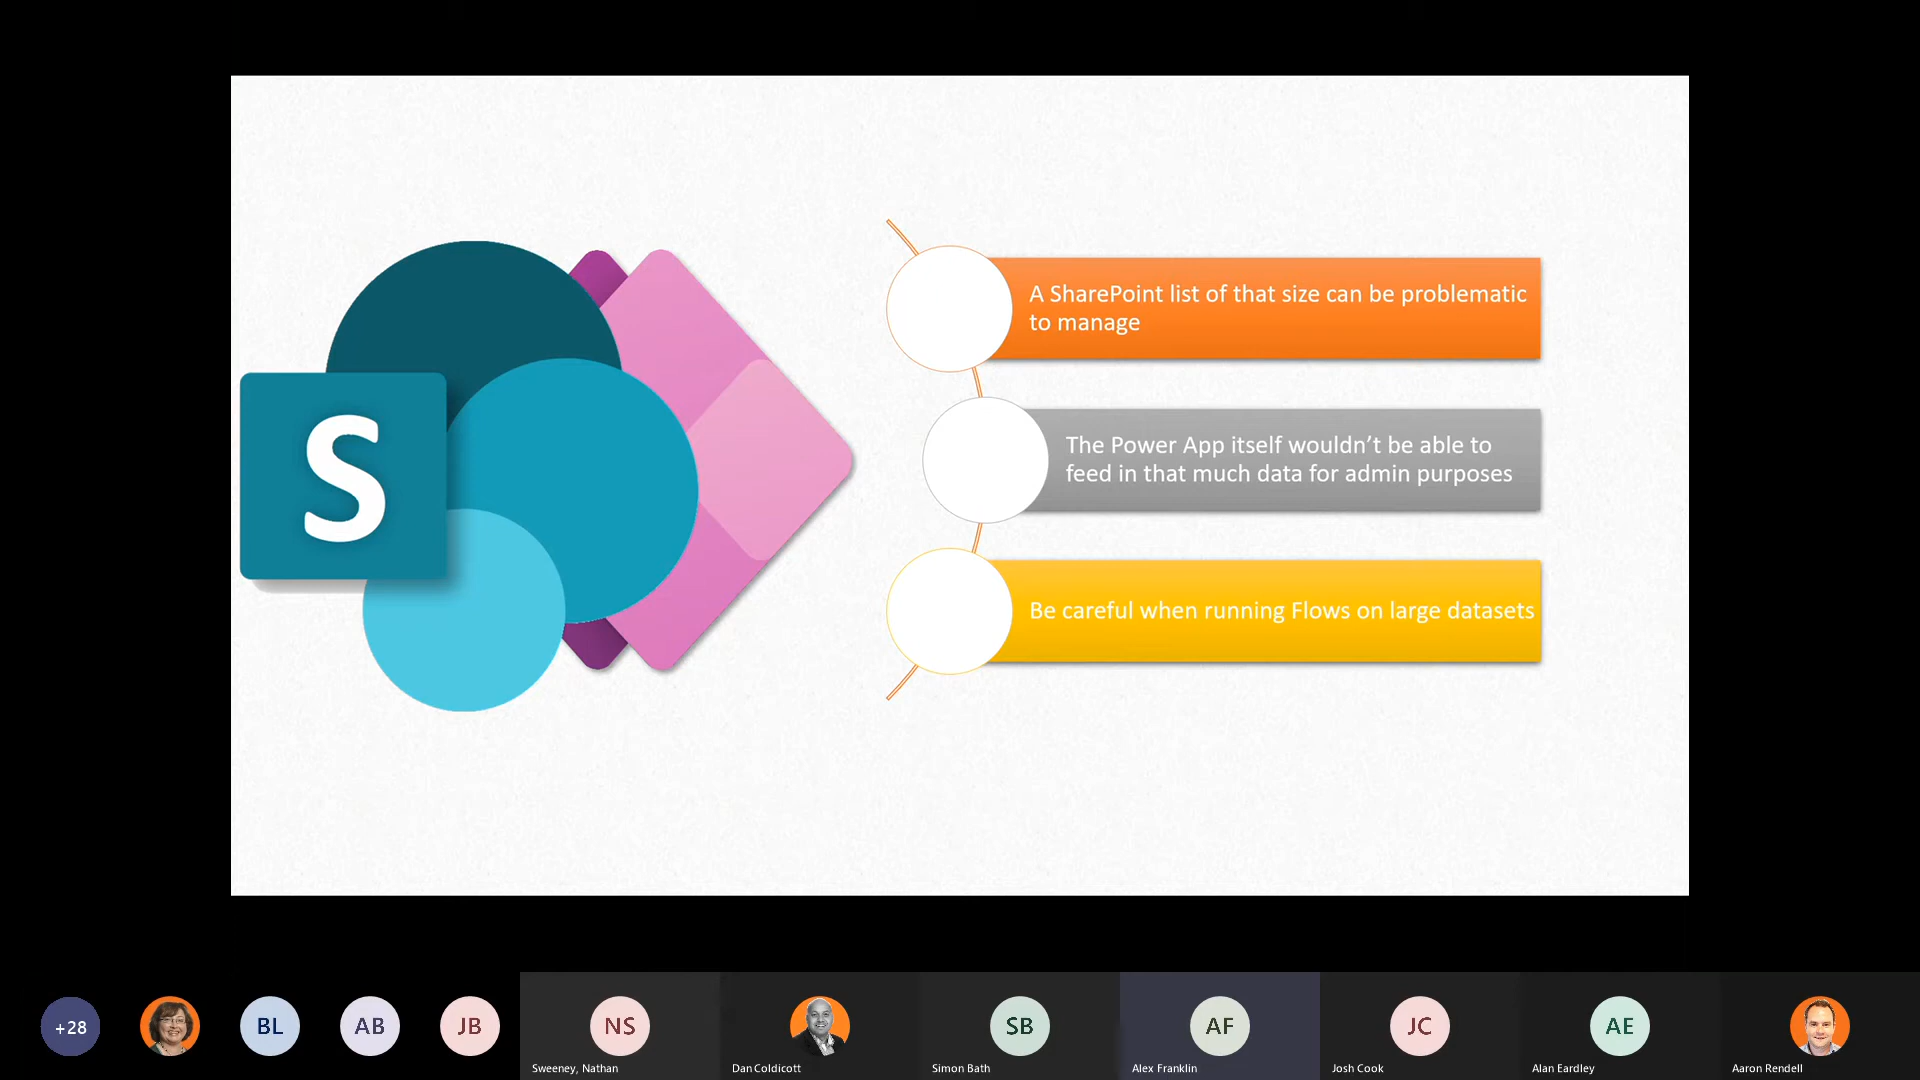 S
A SharePoint list of that size can be problematic
to manage
The Power App itself wouldn't be able to
feed in that much data for admin purposes
Be careful when running Flows on large datasets
+28
BL
AB
JB
NS
Sweeney, Nathan
Dan Coldicott
SB
Simon Bath
AF
Alex Franklin
JC
Josh Cook
AE
Alan Eardley
Aaron Rendell